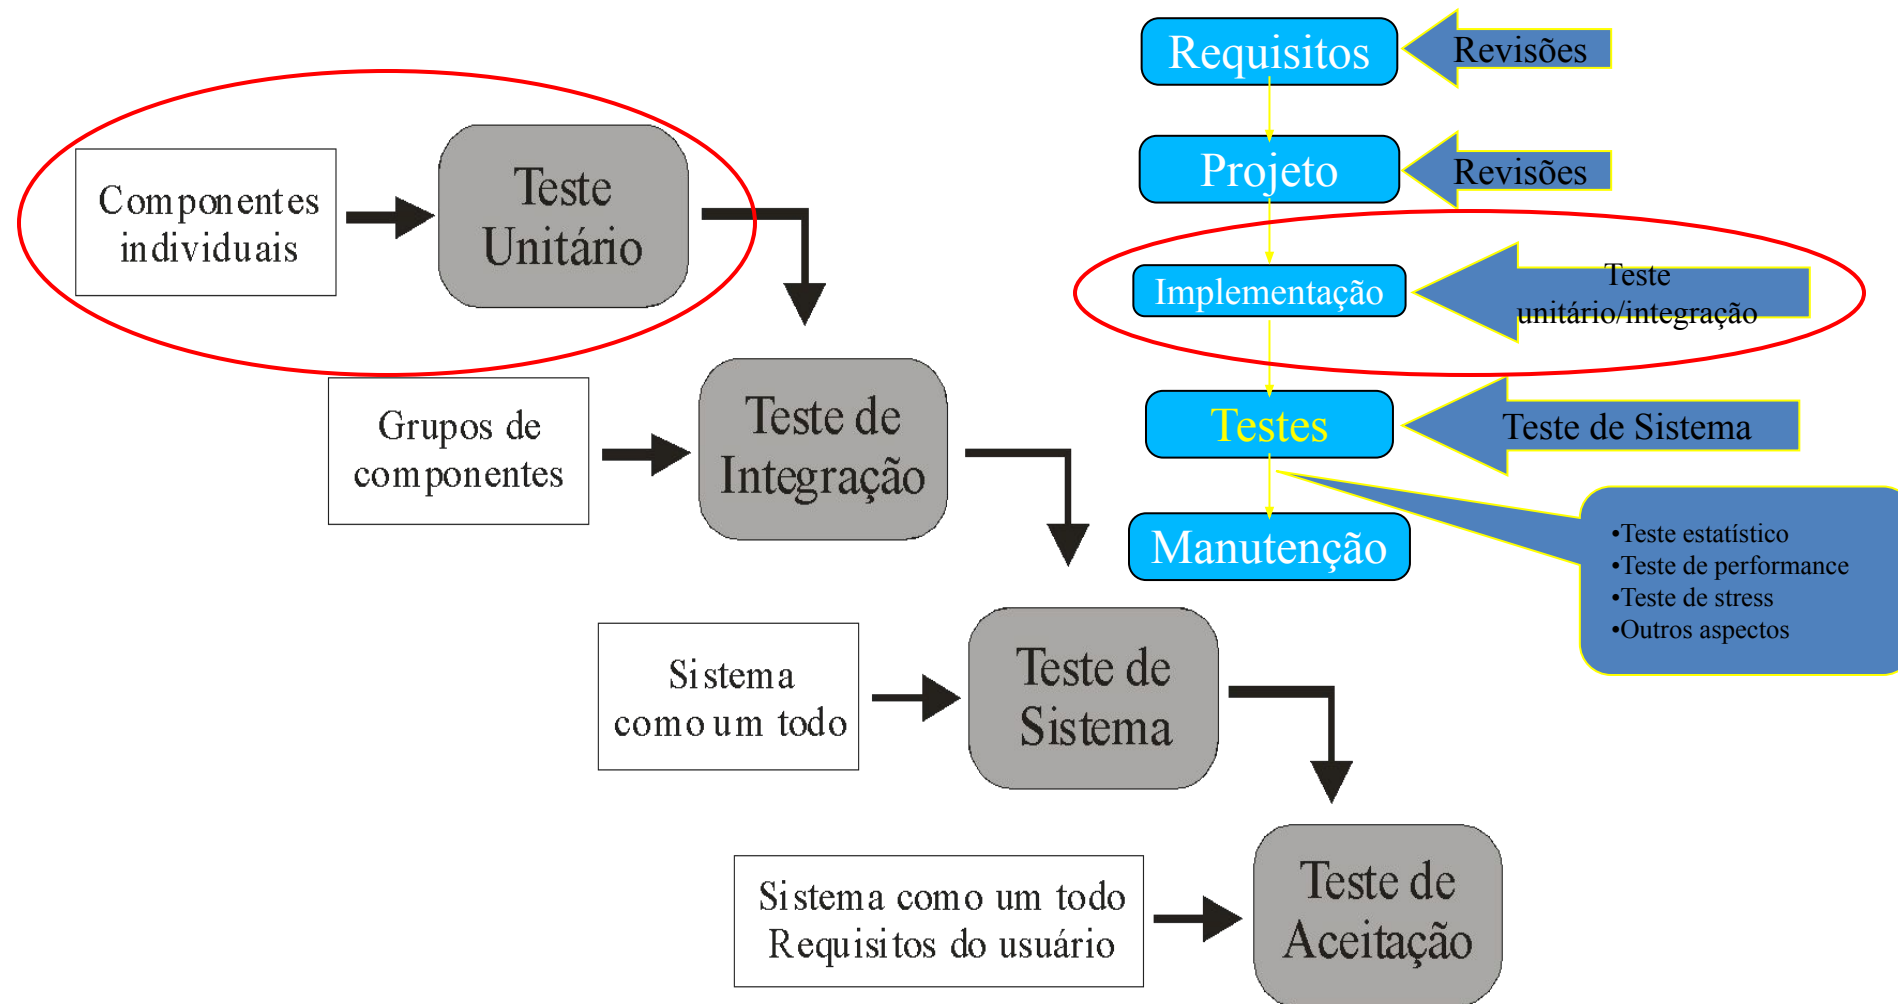 Componentes
individuais
Teste
Unitário
Grupos de
componentes
Teste de
Integração
Sistema
como um todo
Teste de
Sistema
Sistema como um todo
Requisitos do usuário
Teste de
Aceitação
Requisitos
Revisões
Projeto
Revisões
Implementação
Teste
unitário/integração
Testes
Teste de Sistema
Manutenção
•Teste estatístico
•Teste de performance
•Teste de stress
•Outros aspectos